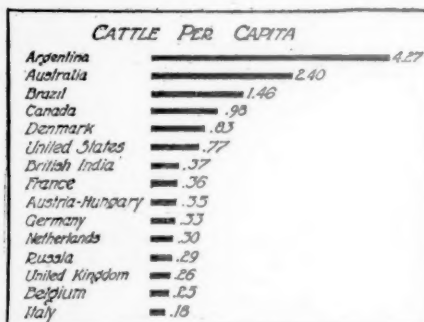 CATTLE PER CAPITA
Argentina 4.27
Australia 2.40
Brazil 1.46
Canada .98
Denmark .83
United States .77
British India .37
France .36
Austria-Hungary .35
Germany .33
Netherlands .30
Russia .29
United Kingdom .26
Belgium .25
Italy .18